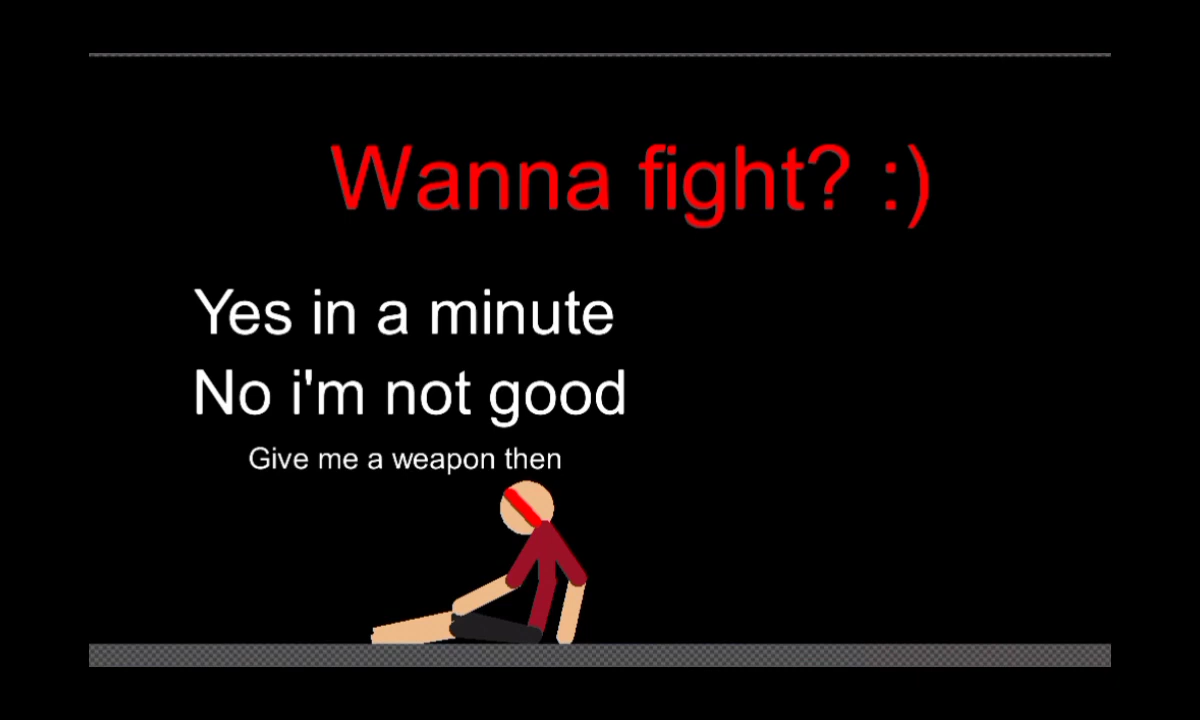 Wanna fight? :)
Yes in a minute
No i'm not good
Give me a weapon then